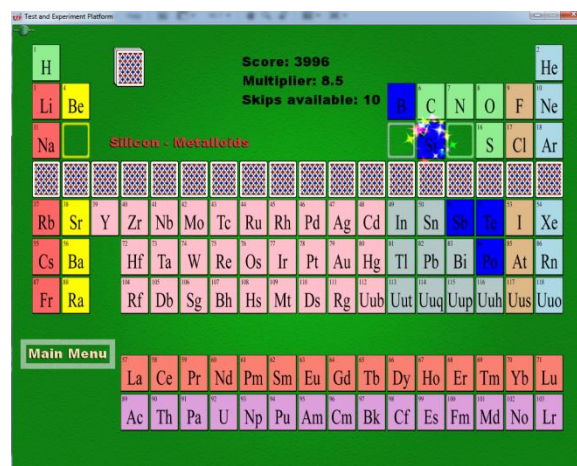 Test and Experiment Platform
Score: 3996
Multiplier: 8.5
Skips available: 10
H He
Li Be B C N O F Ne
Na Si S Cl Ar
Silicon - Metalloids
Rb Sr Y Zr Nb Mo Tc Ru Rh Pd Ag Cd In Sn Sb Te I Xe
Cs Ba Hf Ta W Re Os Ir Pt Au Hg Tl Pb Bi Po At Rn
Fr Ra Rf Db Sg Bh Hs Mt Ds Rg Uub Uut Uuq Uup Uuh Uus Uuo
Main Menu
La Ce Pr Nd Pm Sm Eu Gd Tb Dy Ho Er Tm Yb Lu
Ac Th Pa U Np Pu Am Cm Bk Cf Es Fm Md No Lr